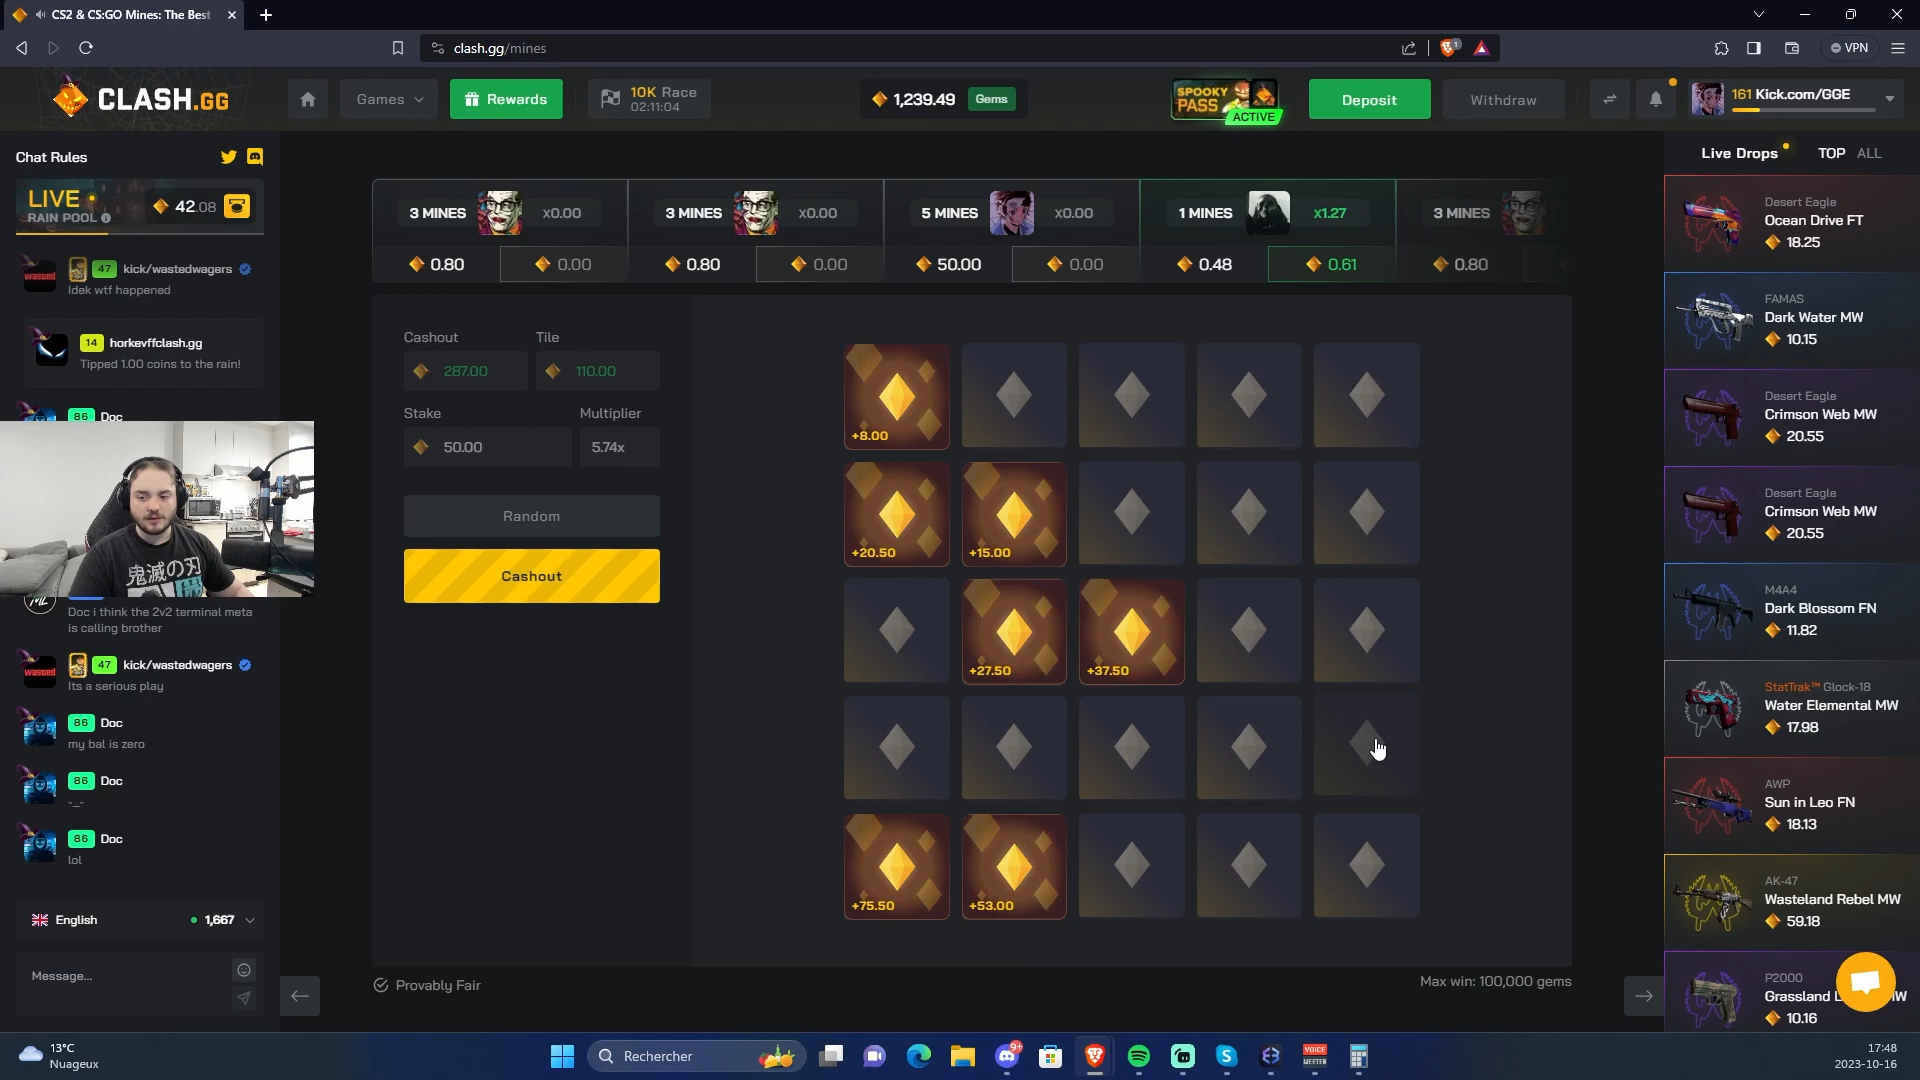 CS2 & CS:GO Mines: The Best
clash.gg/mines
VPN
CLASH.GG
Games
Rewards
10K Race
02:11:04
1,239.49
Gems
SPOOKY
PASS
ACTIVE
Deposit
Withdraw
161 Kick.com/GGE
Chat Rules
LIVE
RAIN POOL
42.08
wasted
47 kick/wastedwagers
Idek wtf happened
14 horkevffclash.gg
Tipped 1.00 coins to the rain!
86 Doc
鬼滅の刃
Doc i think the 2v2 terminal meta
is calling brother
wasted
47 kick/wastedwagers
Its a serious play
86 Doc
my bal is zero
86 Doc
-_-
86 Doc
lol
English
1,667
Message...
3 MINES
x0.00
0.80
0.00
3 MINES
x0.00
0.80
0.00
5 MINES
x0.00
50.00
0.00
1 MINES
x1.27
0.48
0.61
3 MINES
0.80
Cashout
Tile
287.00
110.00
Stake
Multiplier
50.00
5.74x
Random
Cashout
+8.00
+20.50
+15.00
+27.50
+37.50
+75.50
+53.00
Provably Fair
Max win: 100,000 gems
Live Drops
TOP
ALL
Desert Eagle
Ocean Drive FT
18.25
FAMAS
Dark Water MW
10.15
Desert Eagle
Crimson Web MW
20.55
Desert Eagle
Crimson Web MW
20.55
M4A4
Dark Blossom FN
11.82
StatTrak™ Glock-18
Water Elemental MW
17.98
AWP
Sun in Leo FN
18.13
AK-47
Wasteland Rebel MW
59.18
P2000
Grassland
10.16
13°C
Nuageux
Rechercher
9+
VOICE
MEETER
17:48
2023-10-16